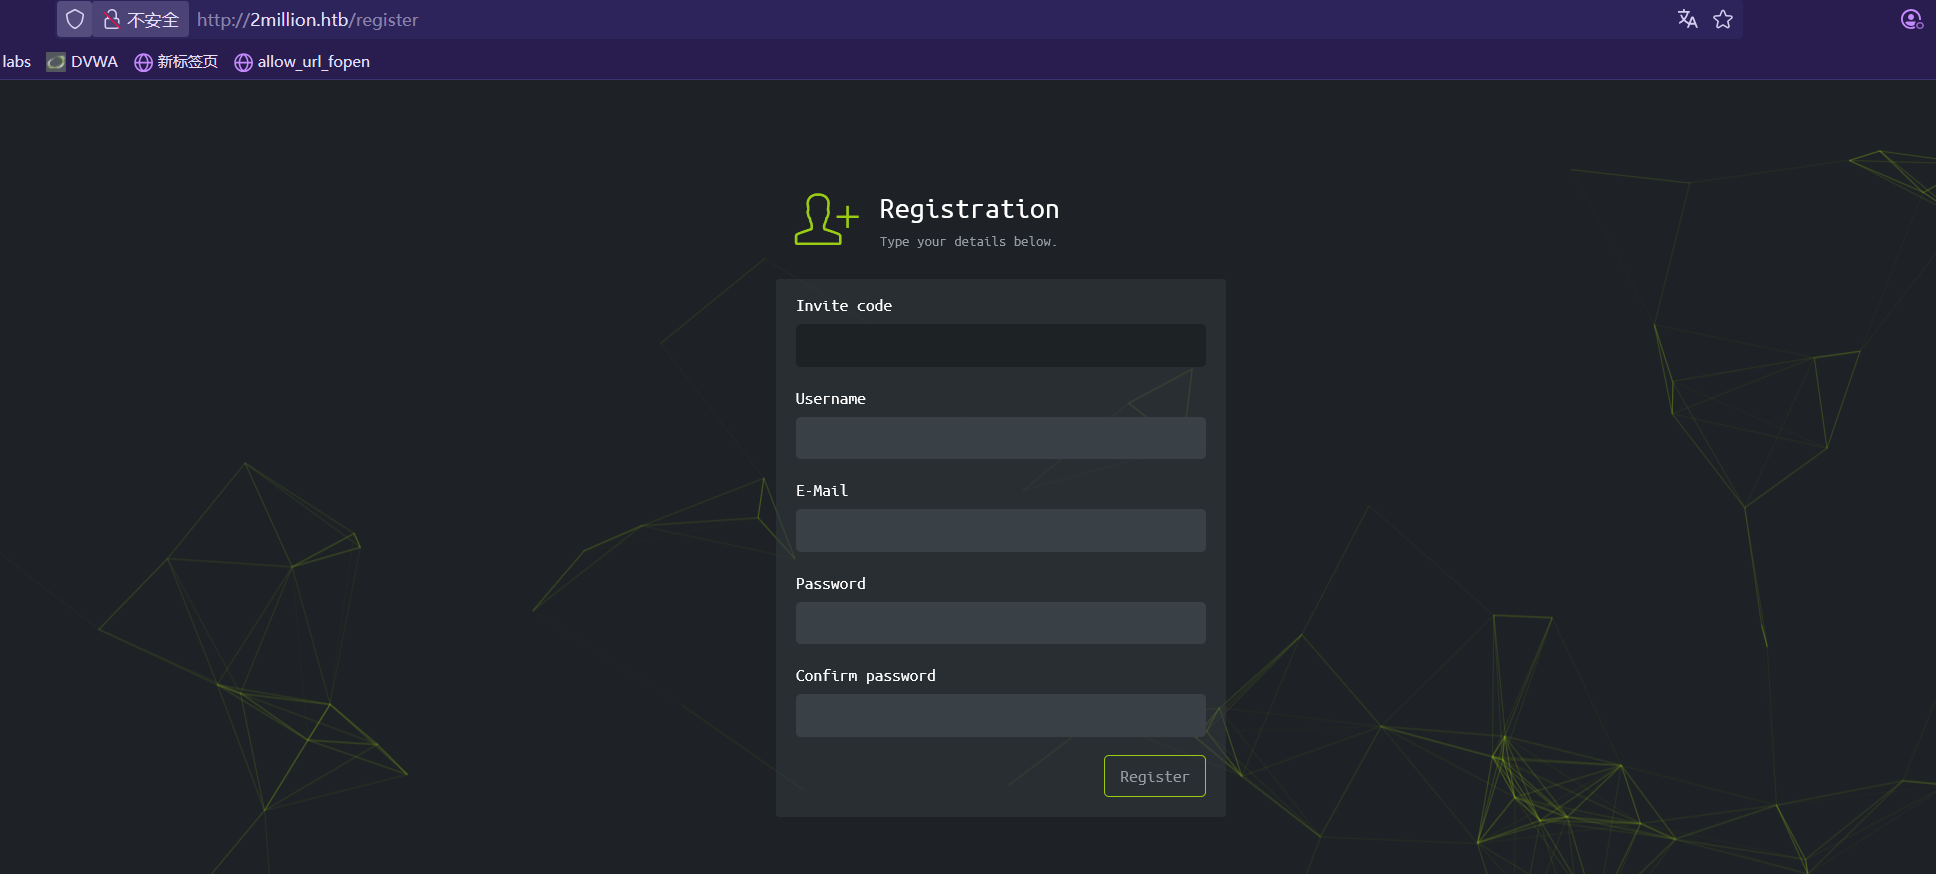 不安全 http://2million.htb/register
labs DVWA 新标签页 allow_url_fopen
Registration
Type your details below.
Invite code
Username
E-Mail
Password
Confirm password
Register